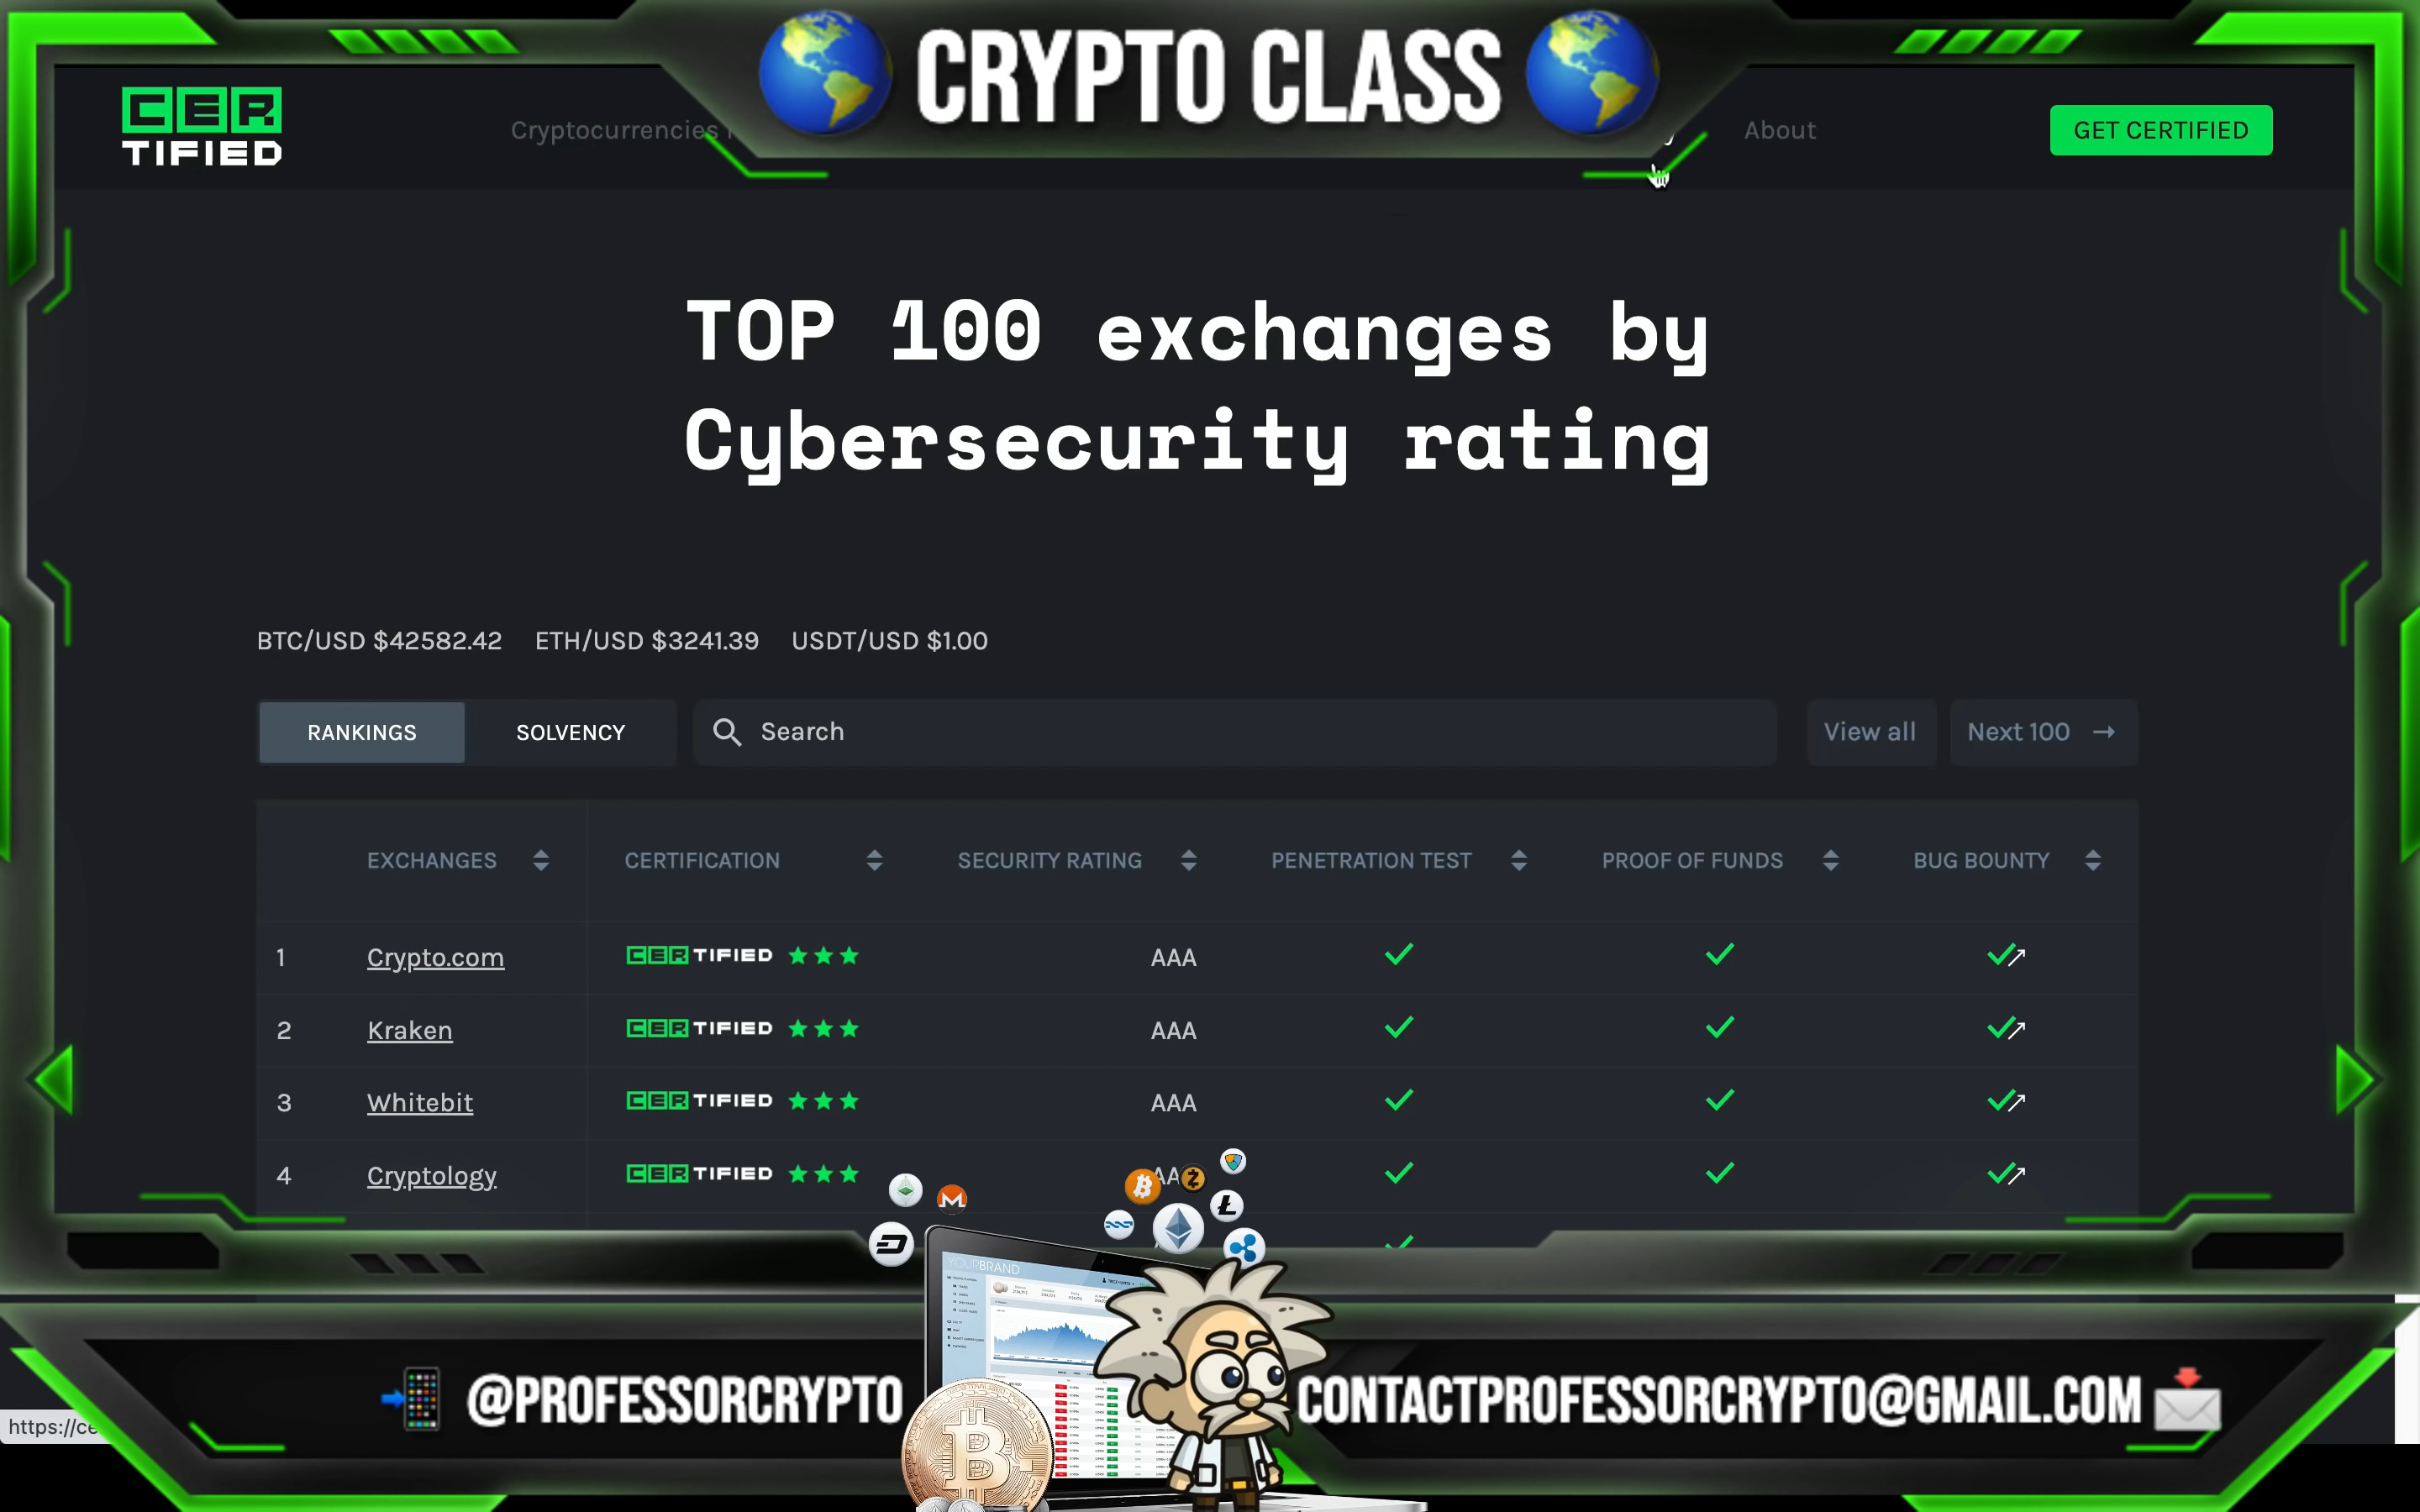 CRYPTO CLASS
CER
TIFIED
Cryptocurrencies
About
GET CERTIFIED
TOP 100 exchanges by
Cybersecurity rating
BTC/USD $42582.42 ETH/USD $3241.39 USDT/USD $1.00
RANKINGS SOLVENCY Search View all Next 100 →
EXCHANGES CERTIFICATION SECURITY RATING PENETRATION TEST PROOF OF FUNDS BUG BOUNTY
1 Crypto.com CERTIFIED ★★★ AAA ✓ ✓ ✓↗
2 Kraken CERTIFIED ★★★ AAA ✓ ✓ ✓↗
3 Whitebit CERTIFIED ★★★ AAA ✓ ✓ ✓↗
4 Cryptology CERTIFIED ★★★ ✓ ✓ ✓↗
YOURBRAND
@PROFESSORCRYPTO CONTACTPROFESSORCRYPTO@GMAIL.COM
https://ce